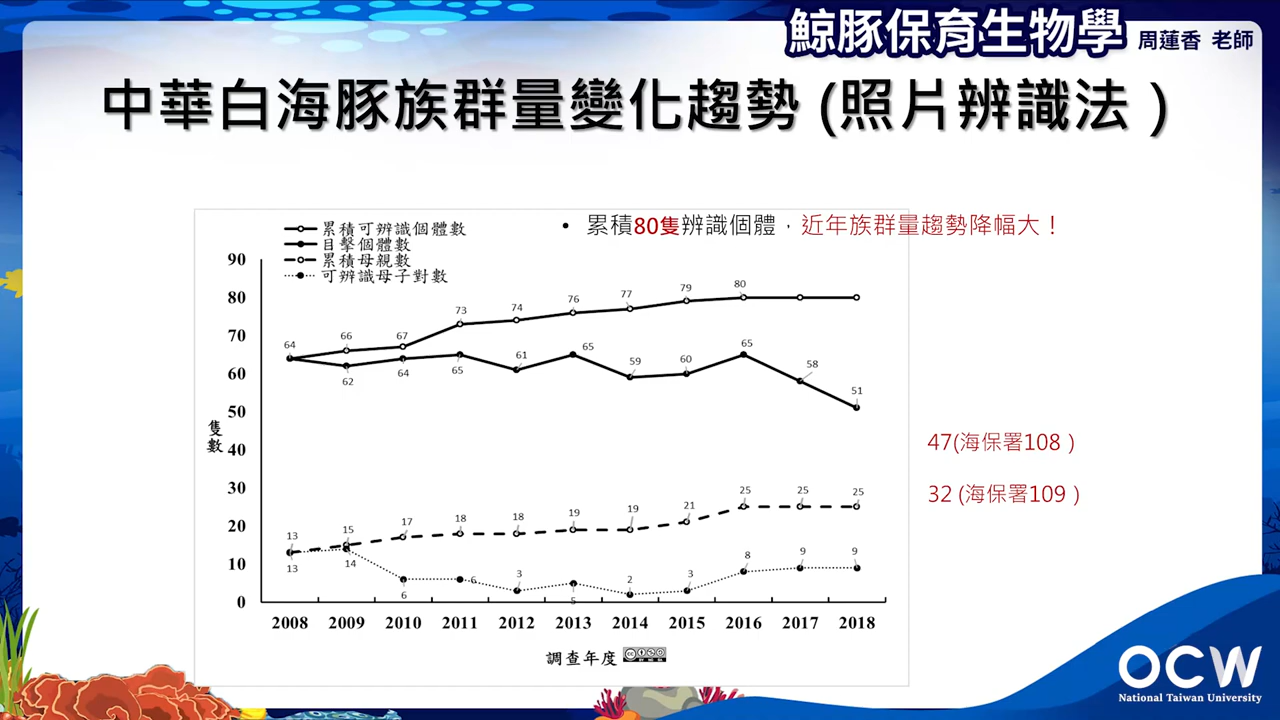 鯨豚保育生物學 周蓮香 老師
中華白海豚族群量變化趨勢 (照片辨識法 )
• 累積80隻辨識個體，近年族群量趨勢降幅大！
累積可辨識個體數
目擊個體數
累積母親數
可辨識母子對數
90
80
70
60
50
40
30
20
10
0
隻數
64 66 67 73 74 76 77 79 80
62 64 65 61 65 59 60 65 58 51
13 15 17 18 18 19 19 21 25 25 25
13 14 6 6 3 5 2 3 8 9 9
47(海保署108 )
32 (海保署109 )
2008 2009 2010 2011 2012 2013 2014 2015 2016 2017 2018
調查年度
BY NC SA
OCW
National Taiwan University